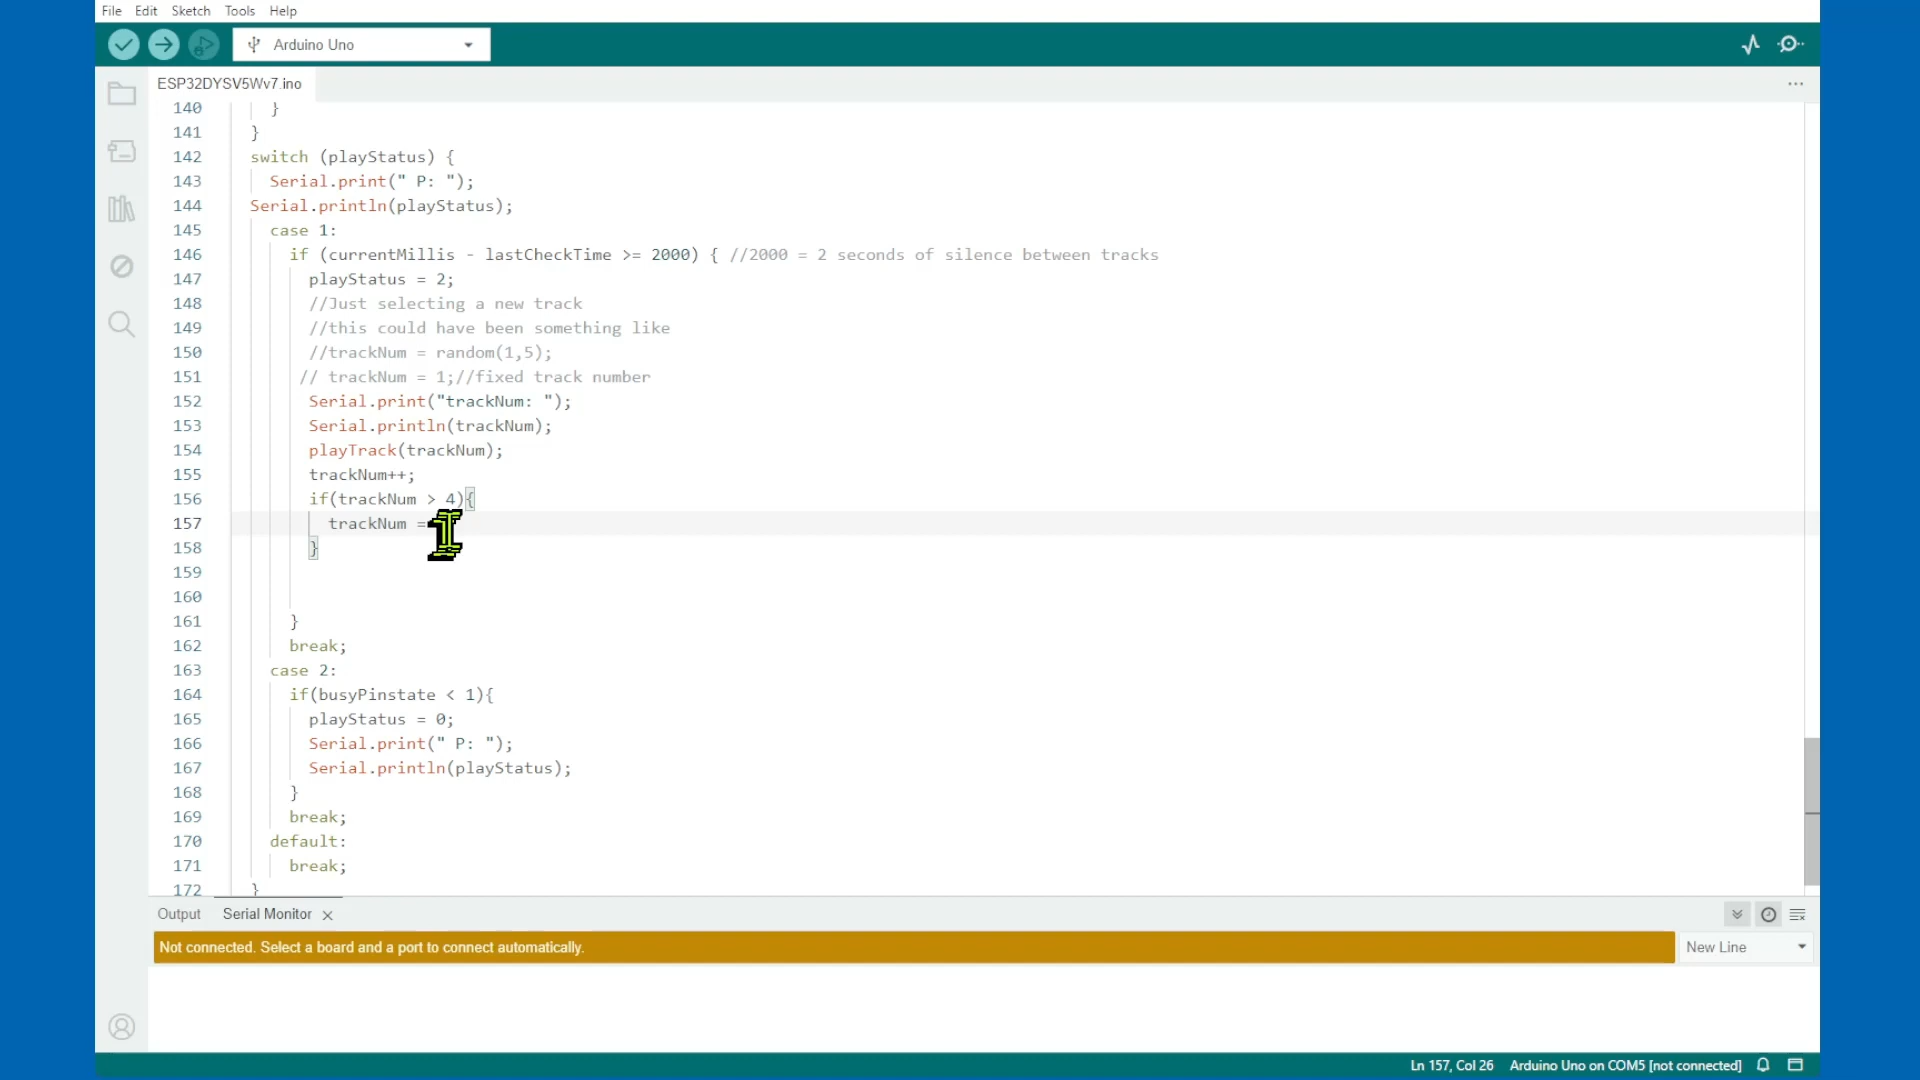 File Edit Sketch Tools Help
Arduino Uno
ESP32DYSV5Wv7.ino
140 }
141 }
142 switch (playStatus) {
143 Serial.print(" P: ");
144 Serial.println(playStatus);
145 case 1:
146 if (currentMillis - lastCheckTime >= 2000) { //2000 = 2 seconds of silence between tracks
147 playStatus = 2;
148 //Just selecting a new track
149 //this could have been something like
150 //trackNum = random(1,5);
151 // trackNum = 1;//fixed track number
152 Serial.print("trackNum: ");
153 Serial.println(trackNum);
154 playTrack(trackNum);
155 trackNum++;
156 if(trackNum > 4){
157 trackNum =
158 }
159
160
161 }
162 break;
163 case 2:
164 if(busyPinstate < 1){
165 playStatus = 0;
166 Serial.print(" P: ");
167 Serial.println(playStatus);
168 }
169 break;
170 default:
171 break;
172 }
Output Serial Monitor
Not connected. Select a board and a port to connect automatically.
New Line
Ln 157, Col 26 Arduino Uno on COM5 [not connected]